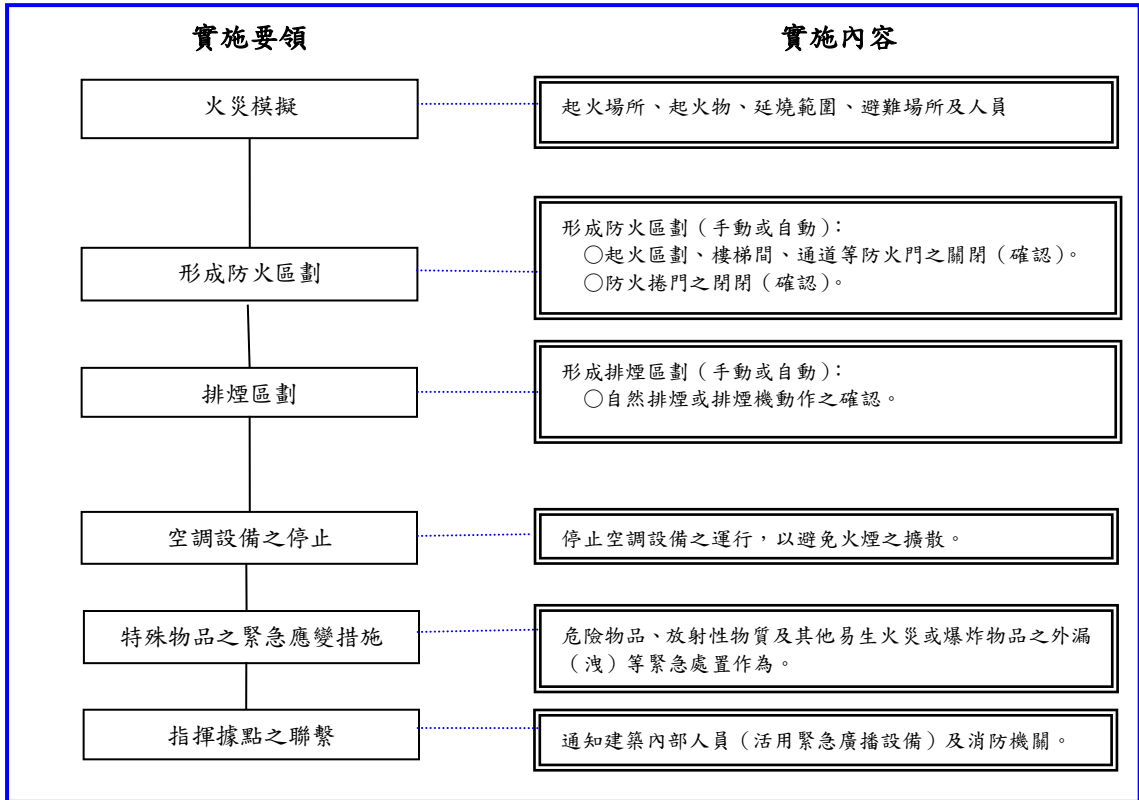 實施要領
實施內容
火災模擬
起火場所、起火物、延燒範圍、避難場所及人員
形成防火區劃
形成防火區劃（手動或自動）：
○起火區劃、樓梯間、通道等防火門之關閉（確認）。
○防火捲門之閉閉（確認）。
排煙區劃
形成排煙區劃（手動或自動）：
○自然排煙或排煙機動作之確認。
空調設備之停止
停止空調設備之運行，以避免火煙之擴散。
特殊物品之緊急應變措施
危險物品、放射性物質及其他易生火災或爆炸物品之外漏
（洩）等緊急處置作為。
指揮據點之聯繫
通知建築內部人員（活用緊急廣播設備）及消防機關。